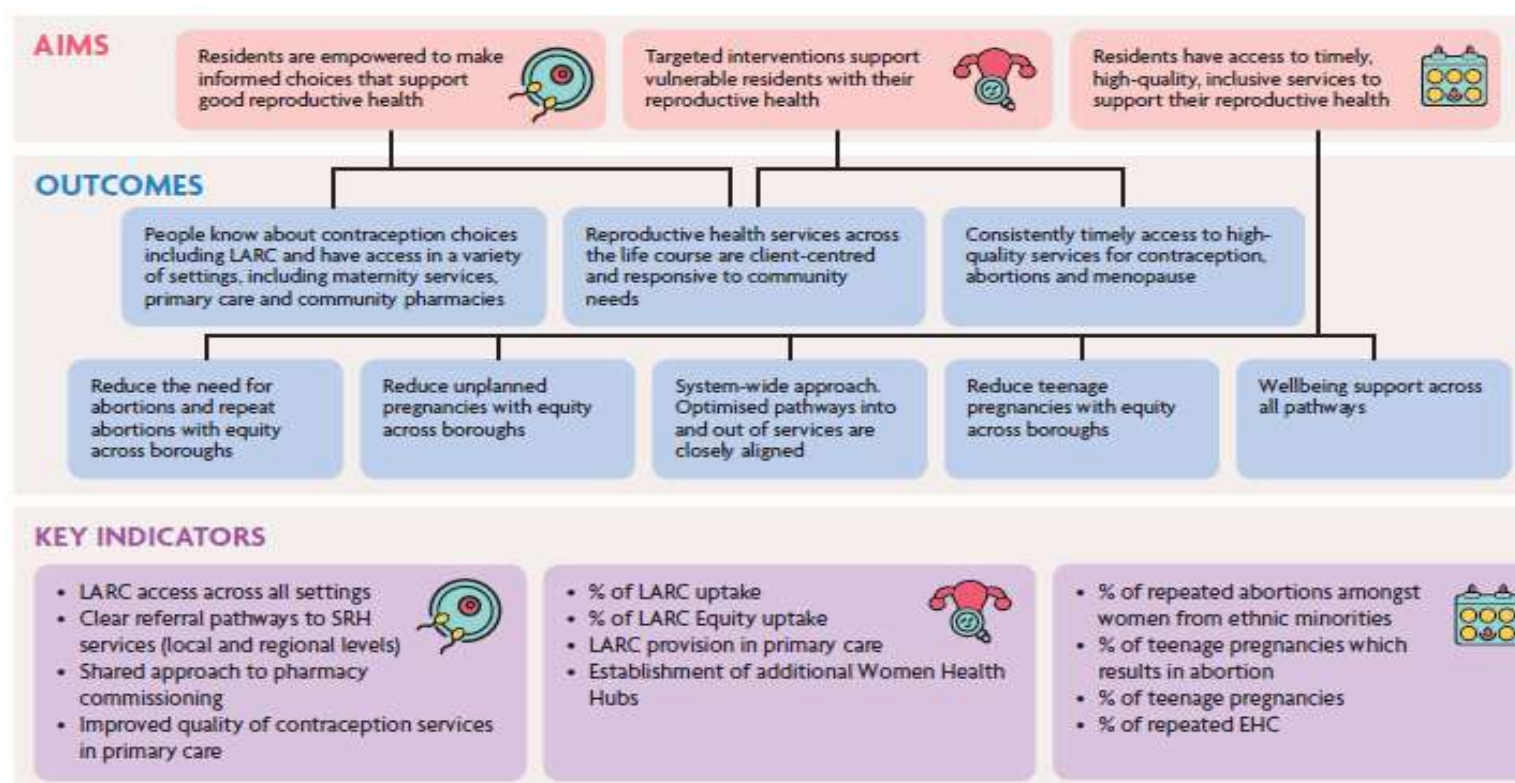 AIMS
Residents are empowered to make
informed choices that support
good reproductive health
Targeted interventions support
vulnerable residents with their
reproductive health
Residents have access to timely,
high-quality, inclusive services to
support their reproductive health
OUTCOMES
People know about contraception choices
including LARC and have access in a variety
of settings, including maternity services,
primary care and community pharmacies
Reproductive health services across
the life course are client-centred
and responsive to community
needs
Consistently timely access to high-
quality services for contraception,
abortions and menopause
Reduce the need for
abortions and repeat
abortions with equity
across boroughs
Reduce unplanned
pregnancies with equity
across boroughs
System-wide approach.
Optimised pathways into
and out of services are
closely aligned
Reduce teenage
pregnancies with equity
across boroughs
Wellbeing support across
all pathways
KEY INDICATORS
• LARC access across all settings
• Clear referral pathways to SRH
services (local and regional levels)
• Shared approach to pharmacy
commissioning
• Improved quality of contraception services
in primary care
• % of LARC uptake
• % of LARC Equity uptake
• LARC provision in primary care
• Establishment of additional Women Health
Hubs
• % of repeated abortions amongst
women from ethnic minorities
• % of teenage pregnancies which
results in abortion
• % of teenage pregnancies
• % of repeated EHC